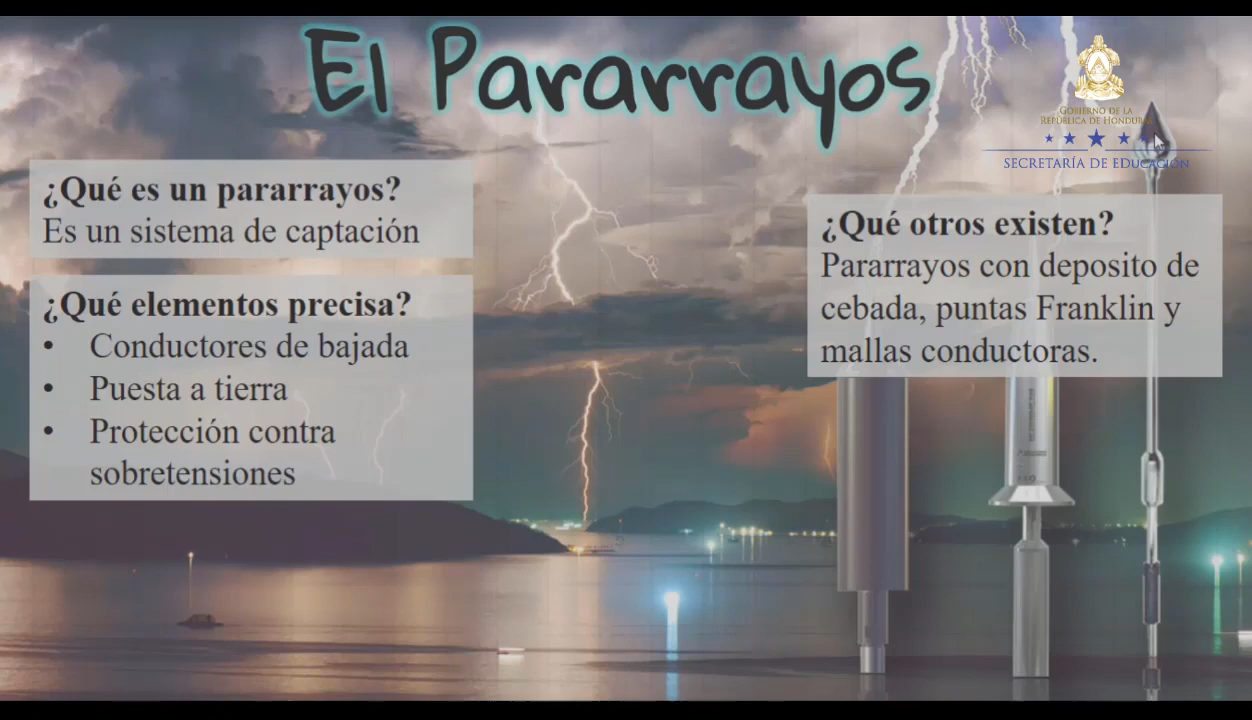 El Pararrayos
GOBIERNO DE LA
REPÚBLICA DE HONDURAS
SECRETARÍA DE EDUCACIÓN
¿Qué es un pararrayos?
Es un sistema de captación
¿Qué elementos precisa?
• Conductores de bajada
• Puesta a tierra
• Protección contra
sobretensiones
¿Qué otros existen?
Pararrayos con deposito de
cebada, puntas Franklin y
mallas conductoras.